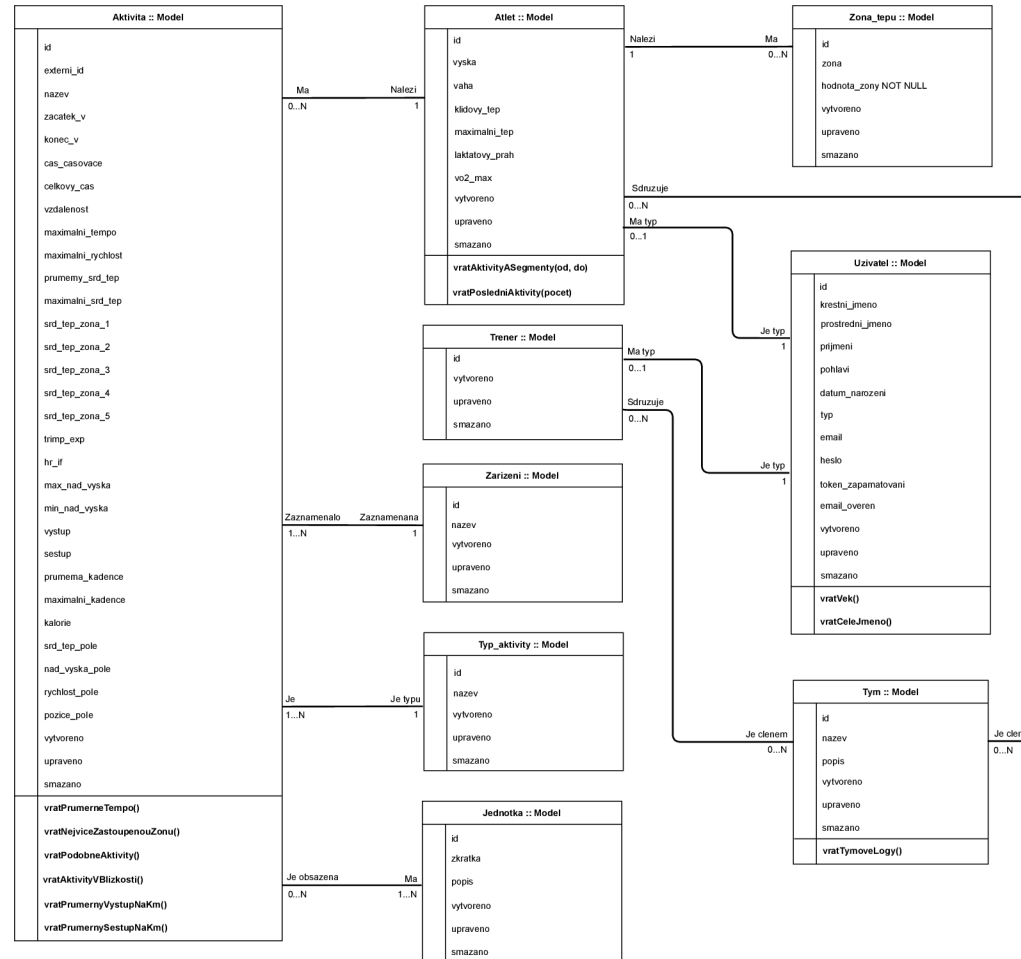 Aktivita :: Model
id
externi_id
nazev
zacatek_v
konec_v
cas_casovace
celkovy_cas
vzdalenost
maximalni_tempo
maximalni_rychlost
prumerny_srd_tep
maximalni_srd_tep
srd_tep_zona_1
srd_tep_zona_2
srd_tep_zona_3
srd_tep_zona_4
srd_tep_zona_5
trimp_exp
hr_if
max_nad_vyska
min_nad_vyska
vystup
sestup
prumerna_kadence
maximalni_kadence
kalorie
srd_tep_pole
nad_vyska_pole
rychlost_pole
pozice_pole
vytvoreno
upraveno
smazano
vratPrumerneTempo()
vratNejviceZastoupenouZonu()
vratPodobneAktivity()
vratAktivityVBlizkosti()
vratPrumernyVystupNaKm()
vratPrumernySestupNaKm()
Ma Nalezi
0...N 1
Zaznamenalo Zaznamenana
1...N 1
Je Je typu
1...N 1
Je obsazena Ma
0...N 1...N
Atlet :: Model
id
vyska
vaha
klidovy_tep
maximalni_tep
laktatovy_prah
vo2_max
vytvoreno
upraveno
smazano
vratAktivityASegmenty(od, do)
vratPosledniAktivity(pocet)
Trener :: Model
id
vytvoreno
upraveno
smazano
Zarizeni :: Model
id
nazev
vytvoreno
upraveno
smazano
Typ_aktivity :: Model
id
nazev
vytvoreno
upraveno
smazano
Jednotka :: Model
id
zkratka
popis
vytvoreno
upraveno
smazano
Nalezi Ma
1 0...N
Sdruzuje
0...N
Ma typ
0...1
Je typ
1
Ma typ
0...1
Sdruzuje
0...N
Je typ
1
Je clenem
0...N
Zona_tepu :: Model
id
zona
hodnota_zony NOT NULL
vytvoreno
upraveno
smazano
Uzivatel :: Model
id
krestni_jmeno
prostredni_jmeno
prijmeni
pohlavi
datum_narozeni
typ
email
heslo
token_zapamatovani
email_overen
vytvoreno
upraveno
smazano
vratVek()
vratCeleJmeno()
Tym :: Model
id
nazev
popis
vytvoreno
upraveno
smazano
vratTymoveLogy()
Je clen
0...N